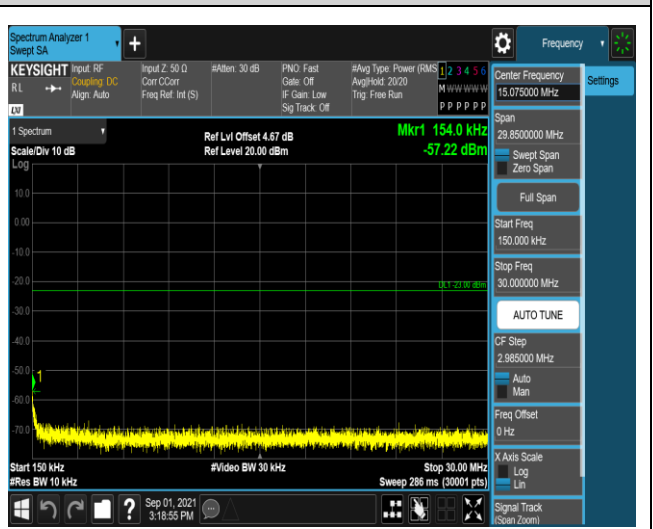 Spectrum Analyzer 1
Swept SA
+
Frequency
KEYSIGHT
RL
LXI
Input: RF
Coupling: DC
Align: Auto
Input Z: 50 Ω
Corr CCorr
Freq Ref: Int (S)
#Atten: 30 dB
PNO: Fast
Gate: Off
IF Gain: Low
Sig Track: Off
#Avg Type: Power (RMS
Avg|Hold: 20/20
Trig: Free Run
1 2 3 4 5 6
M W W W W W
P P P P P P
Center Frequency
15.075000 MHz
Settings
Span
29.8500000 MHz
Swept Span
Zero Span
Full Span
Start Freq
150.000 kHz
Stop Freq
30.000000 MHz
AUTO TUNE
CF Step
2.985000 MHz
Auto
Man
Freq Offset
0 Hz
X Axis Scale
Log
Lin
Signal Track
(Span Zoom)
1 Spectrum
Scale/Div 10 dB
Ref Lvl Offset 4.67 dB
Ref Level 20.00 dBm
Mkr1 154.0 kHz
-57.22 dBm
Log
10.0
0.00
-10.0
-20.0
DL1 -23.00 dBm
-30.0
-40.0
-50.0
1
-60.0
-70.0
Start 150 kHz
#Video BW 30 kHz
Stop 30.00 MHz
#Res BW 10 kHz
Sweep 286 ms (30001 pts)
?
Sep 01, 2021
3:18:55 PM